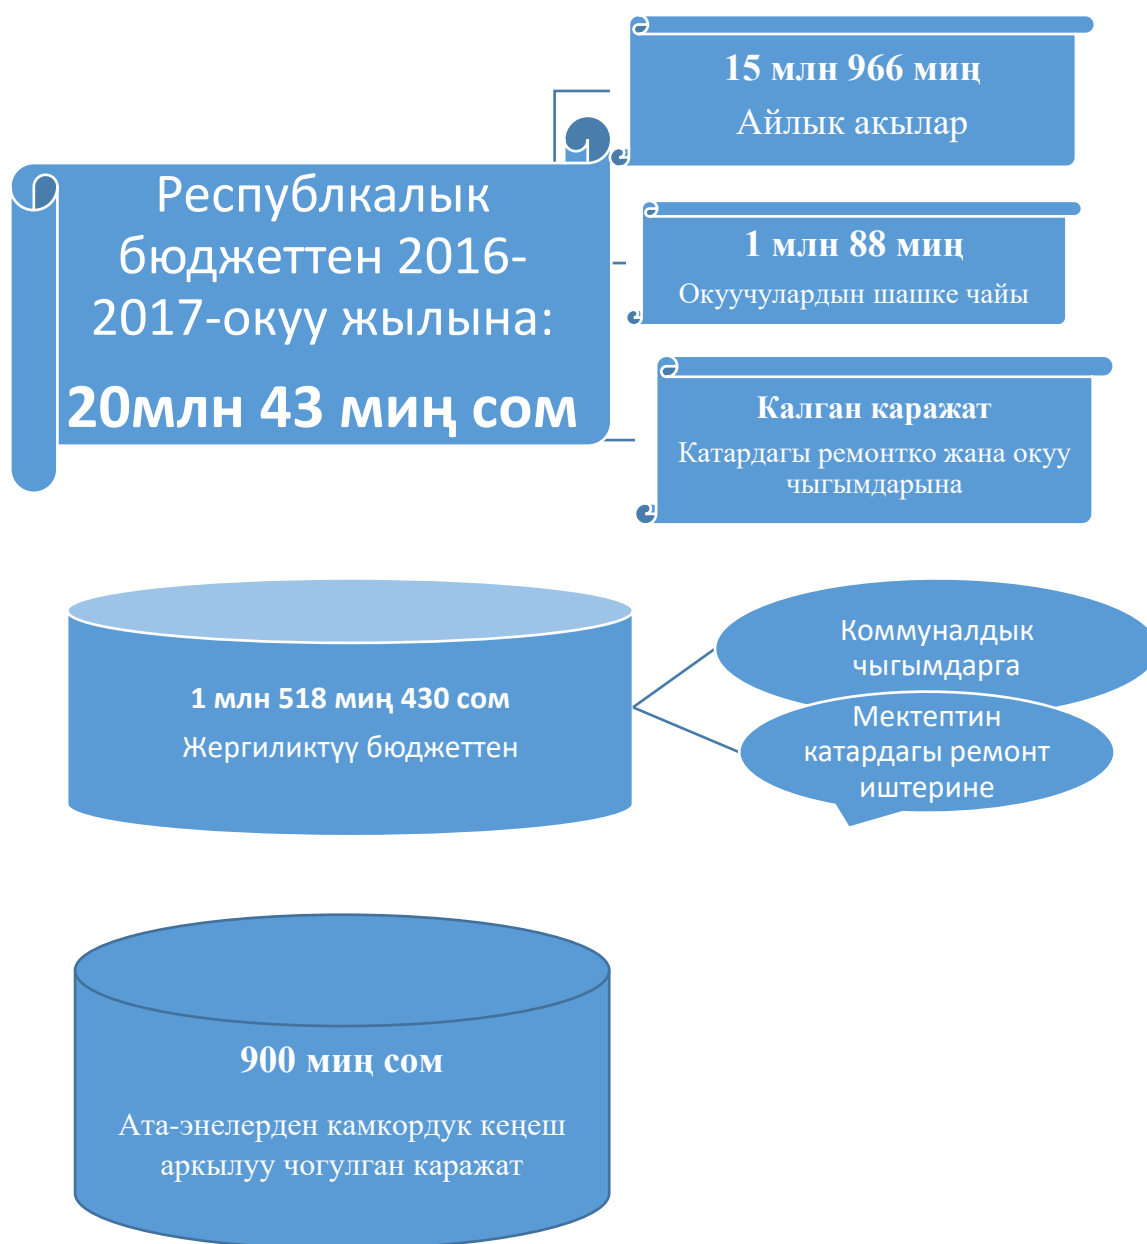 Республкалык
бюджеттен 2016-
2017-окуу жылына:
20млн 43 миң сом
15 млн 966 миң
Айлык акылар
1 млн 88 миң
Окуучулардын шашке чайы
Калган каражат
Катардагы ремонтко жана окуу
чыгымдарына
1 млн 518 миң 430 сом
Жергиликтүү бюджеттен
Коммуналдык
чыгымдарга
Мектептин
катардагы ремонт
иштерине
900 миң сом
Ата-энелерден камкордук кеңеш
аркылуу чогулган каражат